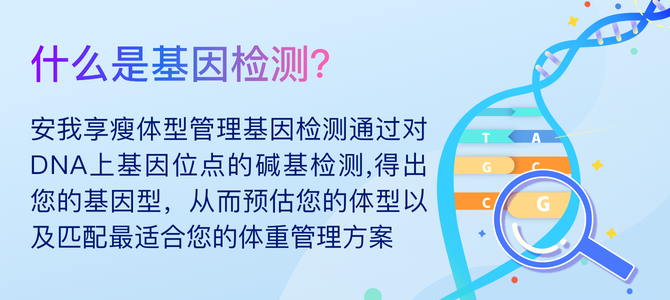 什么是基因检测?
安我享瘦体型管理基因检测通过对
DNA上基因位点的碱基检测,得出
您的基因型，从而预估您的体型以
及匹配最适合您的体重管理方案
T A
G C
C G